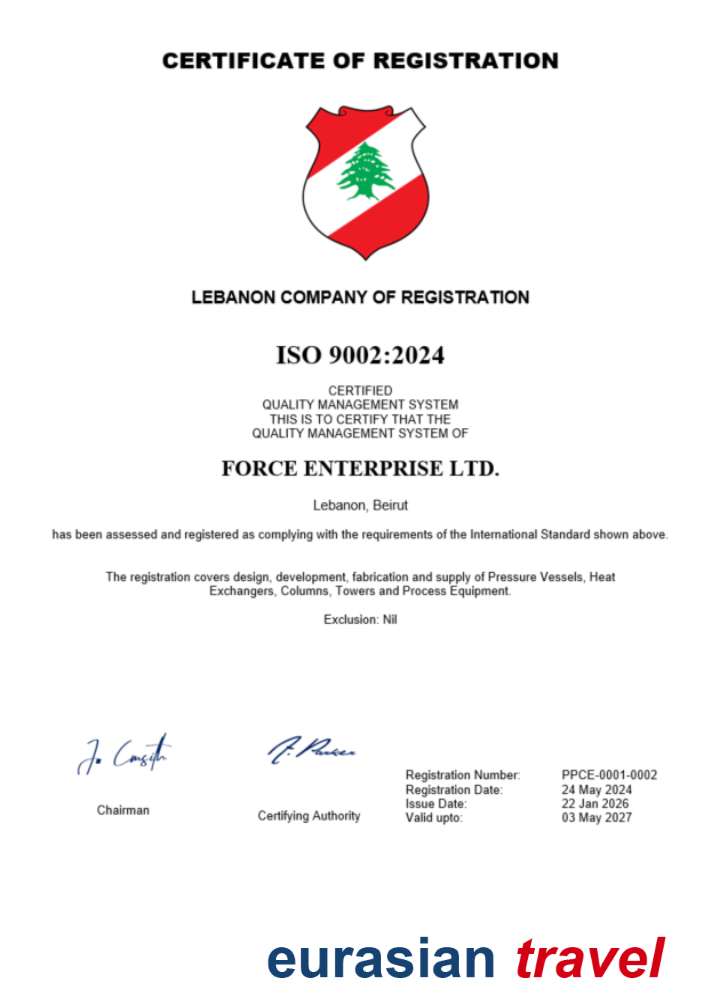 CERTIFICATE OF REGISTRATION
LEBANON COMPANY OF REGISTRATION
ISO 9002:2024
CERTIFIED
QUALITY MANAGEMENT SYSTEM
THIS IS TO CERTIFY THAT THE
QUALITY MANAGEMENT SYSTEM OF
FORCE ENTERPRISE LTD.
Lebanon, Beirut
has been assessed and registered as complying with the requirements of the International Standard shown above.
The registration covers design, development, fabrication and supply of Pressure Vessels, Heat
Exchangers, Columns, Towers and Process Equipment.
Exclusion: Nil
Chairman
Certifying Authority
Registration Number: PPCE-0001-0002
Registration Date: 24 May 2024
Issue Date: 22 Jan 2026
Valid upto: 03 May 2027
eurasian travel